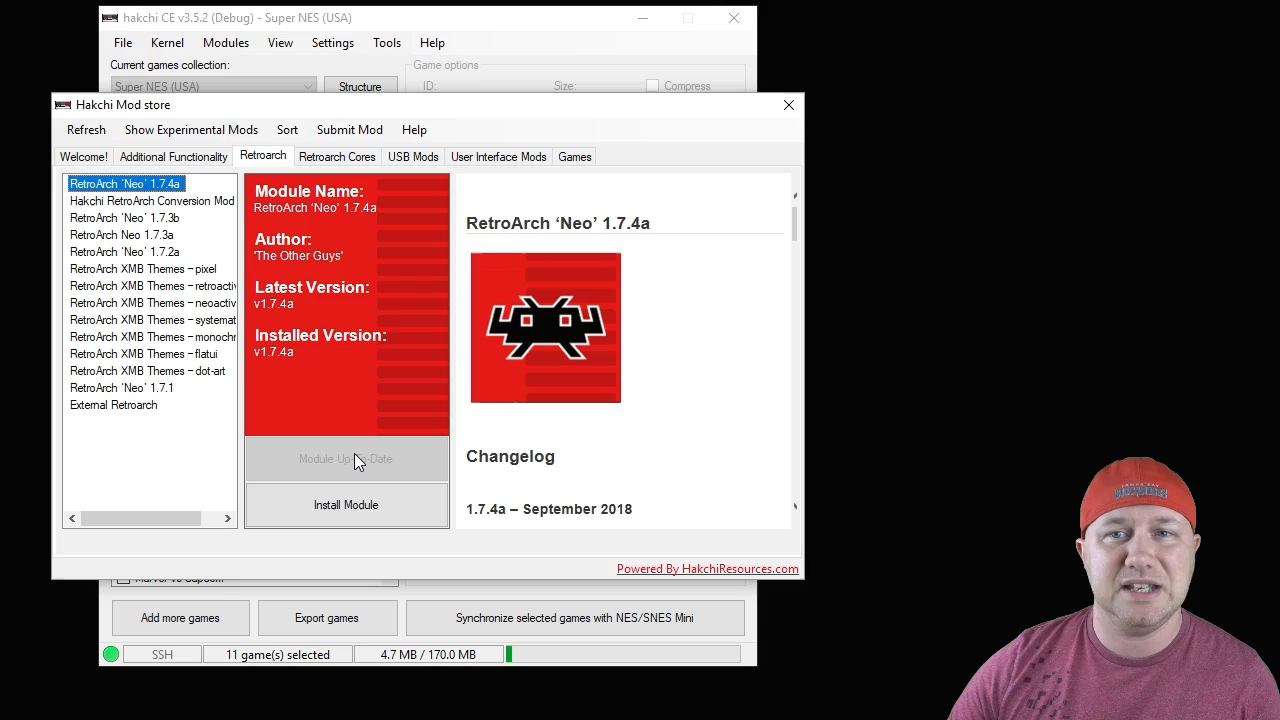 hakchi CE v3.5.2 (Debug) - Super NES (USA)
File Kernel Modules View Settings Tools Help
Current games collection:
Game options
Super NES (USA)
Structure
ID:
Size:
Compress
Hakchi Mod store
Refresh Show Experimental Mods Sort Submit Mod Help
Welcome! Additional Functionality Retroarch Retroarch Cores USB Mods User Interface Mods Games
RetroArch 'Neo' 1.7.4a
Hakchi RetroArch Conversion Mod
RetroArch 'Neo' 1.7.3b
RetroArch Neo 1.7.3a
RetroArch 'Neo' 1.7.2a
RetroArch XMB Themes – pixel
RetroArch XMB Themes – retroactiv
RetroArch XMB Themes – neoactiv
RetroArch XMB Themes – systemat
RetroArch XMB Themes – monochr
RetroArch XMB Themes – flatui
RetroArch XMB Themes – dot-art
RetroArch 'Neo' 1.7.1
External Retroarch
Module Name:
RetroArch 'Neo' 1.7.4a
Author:
'The Other Guys'
Latest Version:
v1.7.4a
Installed Version:
v1.7.4a
Module Up-To-Date
Install Module
RetroArch ‘Neo’ 1.7.4a
Changelog
1.7.4a – September 2018
Powered By HakchiResources.com
Add more games
Export games
Synchronize selected games with NES/SNES Mini
SSH
11 game(s) selected
4.7 MB / 170.0 MB